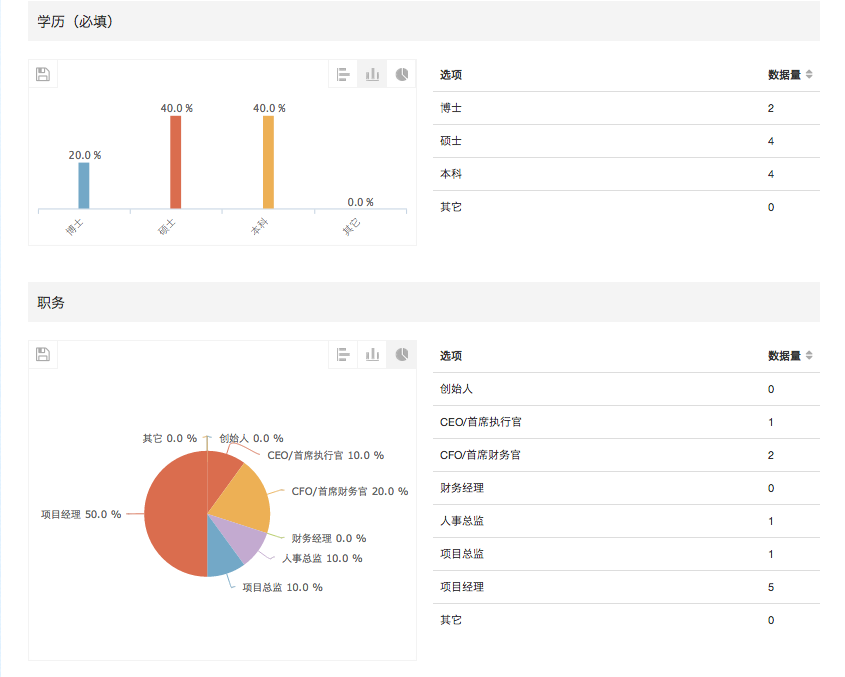 学历（必填）
40.0 %
40.0 %
20.0 %
0.0 %
博士
硕士
本科
其它
选项 数据量
博士 2
硕士 4
本科 4
其它 0
职务
其它 0.0 %
创始人 0.0 %
CEO/首席执行官 10.0 %
CFO/首席财务官 20.0 %
项目经理 50.0 %
财务经理 0.0 %
人事总监 10.0 %
项目总监 10.0 %
选项 数据量
创始人 0
CEO/首席执行官 1
CFO/首席财务官 2
财务经理 0
人事总监 1
项目总监 1
项目经理 5
其它 0